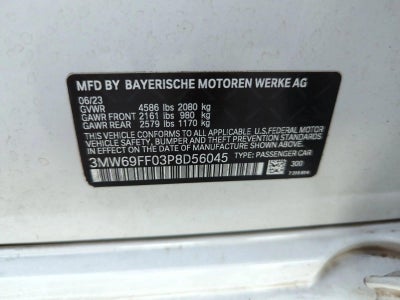 MFD BY BAYERISCHE MOTOREN WERKE AG
06/23
GVWR 4586 lbs 2080 kg
GAWR FRONT 2161 lbs 980 kg
GAWR REAR 2579 lbs 1170 kg
THIS VEHICLE CONFORMS TO ALL APPLICABLE U.S.FEDERAL MOTOR
VEHICLE SAFETY, BUMPER AND THEFT PREVENTION STANDARDS
IN EFFECT ON THE DATE OF MANUFACTURE SHOWN ABOVE.
3MW69FF03P8D56045 TYPE: PASSENGER CAR
300